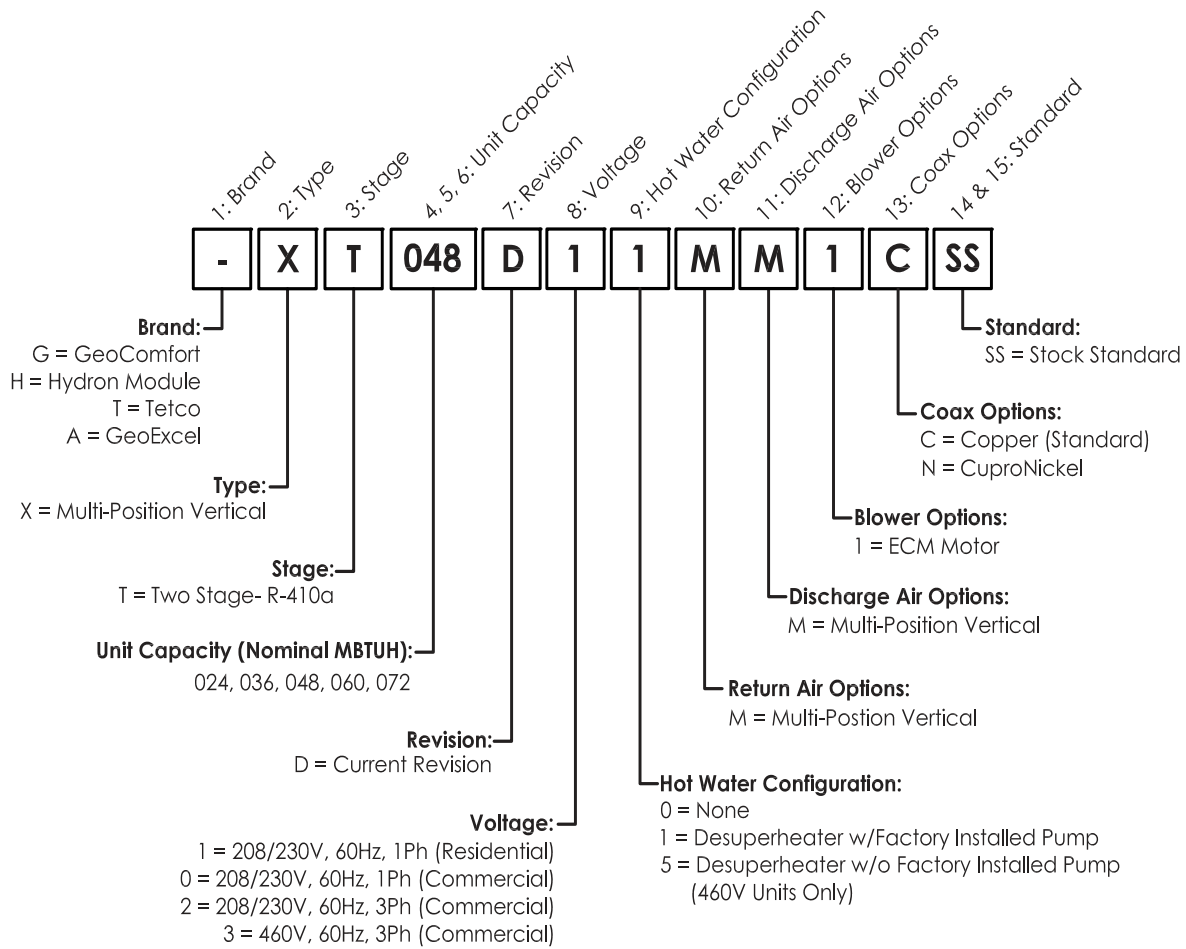 1: Brand
2: Type
3: Stage
4, 5, 6: Unit Capacity
7: Revision
8: Voltage
9: Hot Water Configuration
10: Return Air Options
11: Discharge Air Options
12: Blower Options
13: Coax Options
14 & 15: Standard
- X T 048 D 1 1 M M 1 C SS
Brand:
G = GeoComfort
H = Hydron Module
T = Tetco
A = GeoExcel
Type:
X = Multi-Position Vertical
Stage:
T = Two Stage- R-410a
Unit Capacity (Nominal MBTUH):
024, 036, 048, 060, 072
Revision:
D = Current Revision
Voltage:
1 = 208/230V, 60Hz, 1Ph (Residential)
0 = 208/230V, 60Hz, 1Ph (Commercial)
2 = 208/230V, 60Hz, 3Ph (Commercial)
3 = 460V, 60Hz, 3Ph (Commercial)
Standard:
SS = Stock Standard
Coax Options:
C = Copper (Standard)
N = CuproNickel
Blower Options:
1 = ECM Motor
Discharge Air Options:
M = Multi-Position Vertical
Return Air Options:
M = Multi-Postion Vertical
Hot Water Configuration:
0 = None
1 = Desuperheater w/Factory Installed Pump
5 = Desuperheater w/o Factory Installed Pump
(460V Units Only)